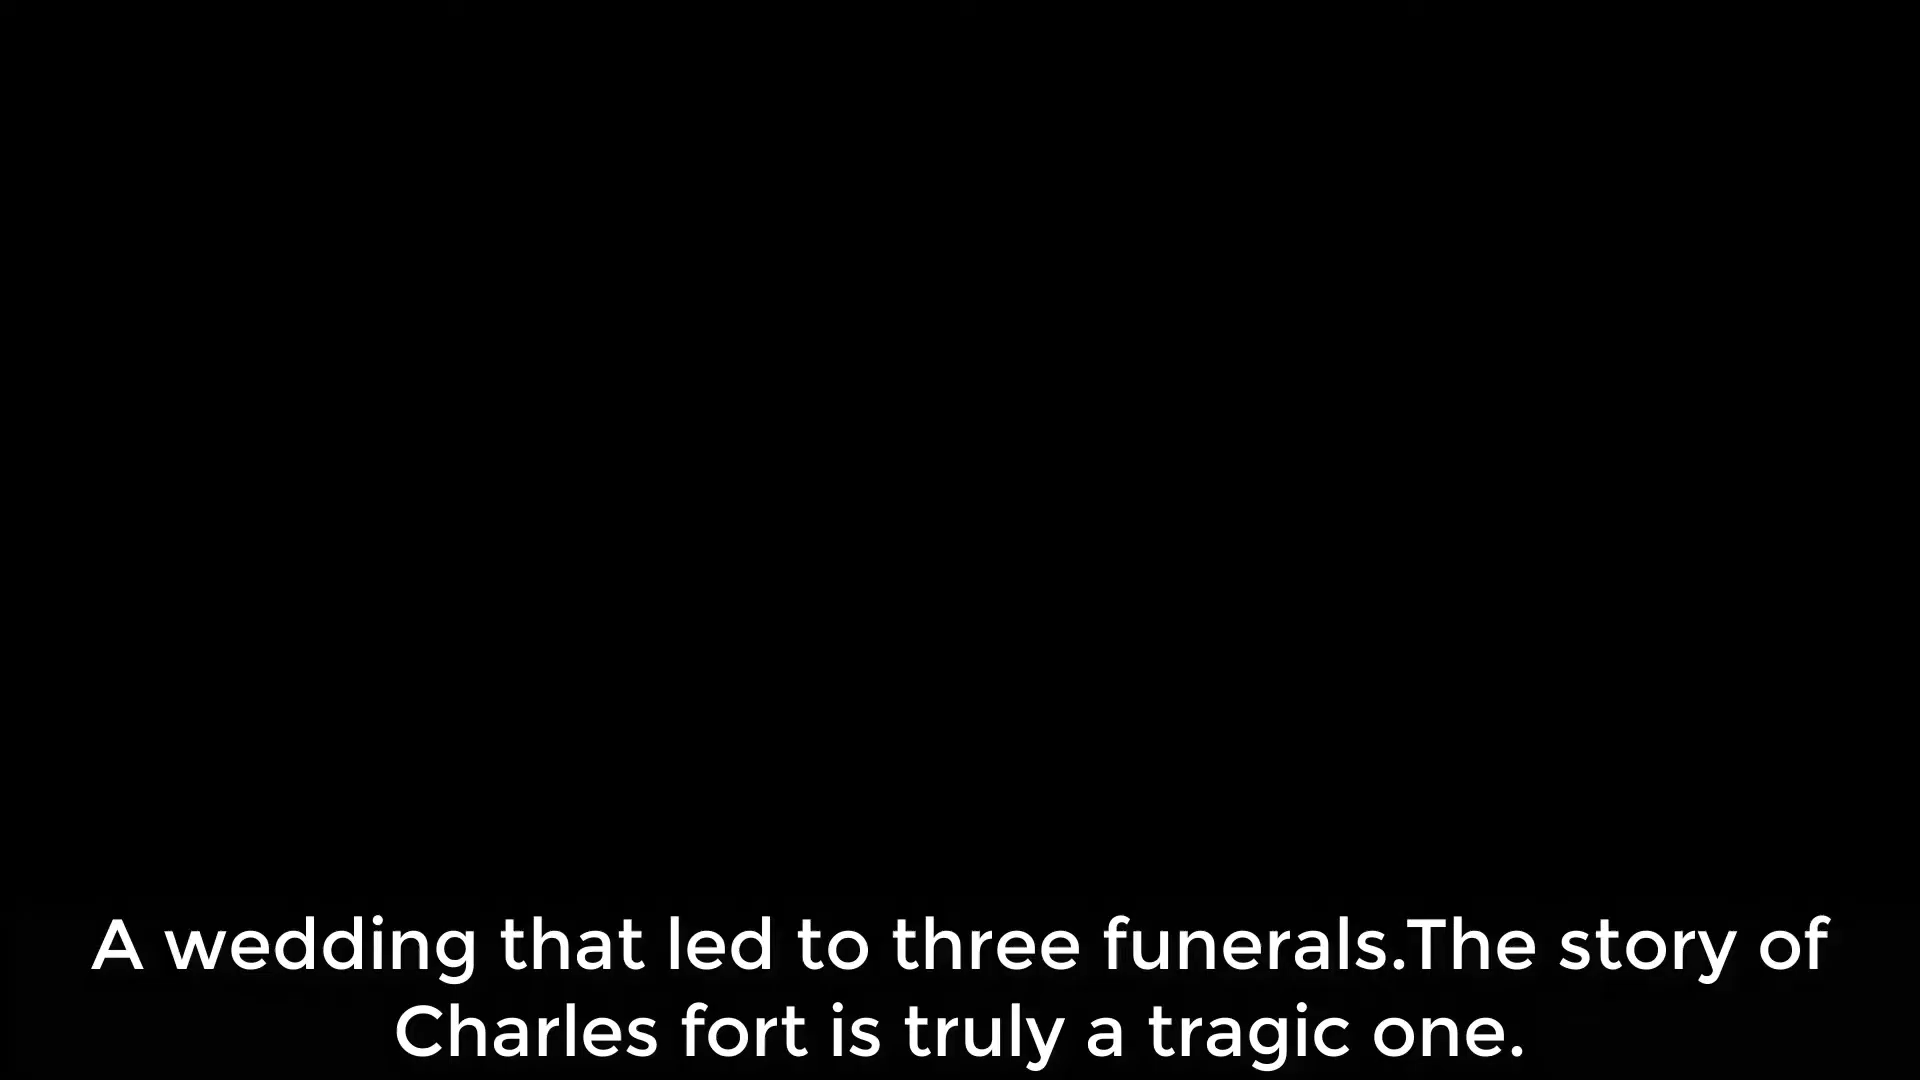 A wedding that led to three funerals.The story of
Charles fort is truly a tragic one.